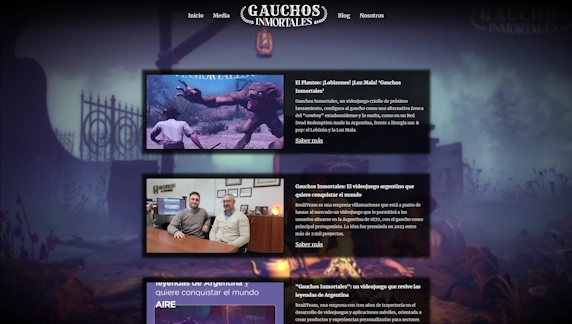 Inicio
Media
GAUCHOS
INMORTALES
Blog
Nosotros
El Planteo: ¡Lobizones! ¡Luz Mala! 'Gauchos
Inmortales'
Gauchos Inmortales, un videojuego criollo de próximo
lanzamiento, configura al gaucho como una alternativa fresca
del "cowboy" estadounidense y lo suelta, como en un Red
Dead Redemption made in Argentina, frente a liturgia nac &
pop: el Lobizón y la Luz Mala.
Saber más
Gauchos Inmortales: El videojuego argentino que
quiere conquistar el mundo
RealiTeam es una empresa villamariense que está a punto de
lanzar al mercado un videojuego que le permitirá a los
usuarios situarse en la Argentina de 1870, con el gaucho como
principal protagonista. La idea fue premiada en 2023 entre
más de 2 mil proyectos.
Saber más
leyendas de Argentina y
quiere conquistar el mundo
AIRE
"Gauchos Inmortales": un videojuego que revive las
leyendas de Argentina
RealiTeam, una empresa con tres años de trayectoria en el
desarrollo de videojuegos y aplicaciones móviles, orientada a
crear productos y experiencias personalizadas para sectores